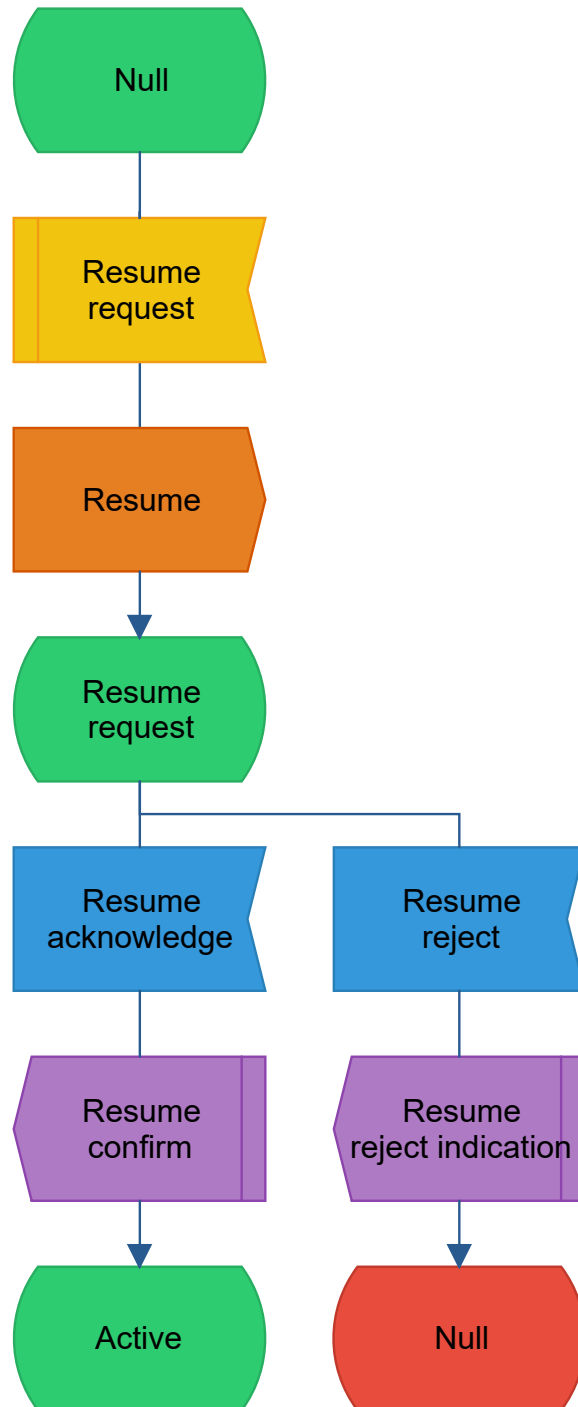 Null
Resume
request
Resume
Resume
request
Resume
acknowledge
Resume
reject
Resume
confirm
Resume
reject indication
Active
Null